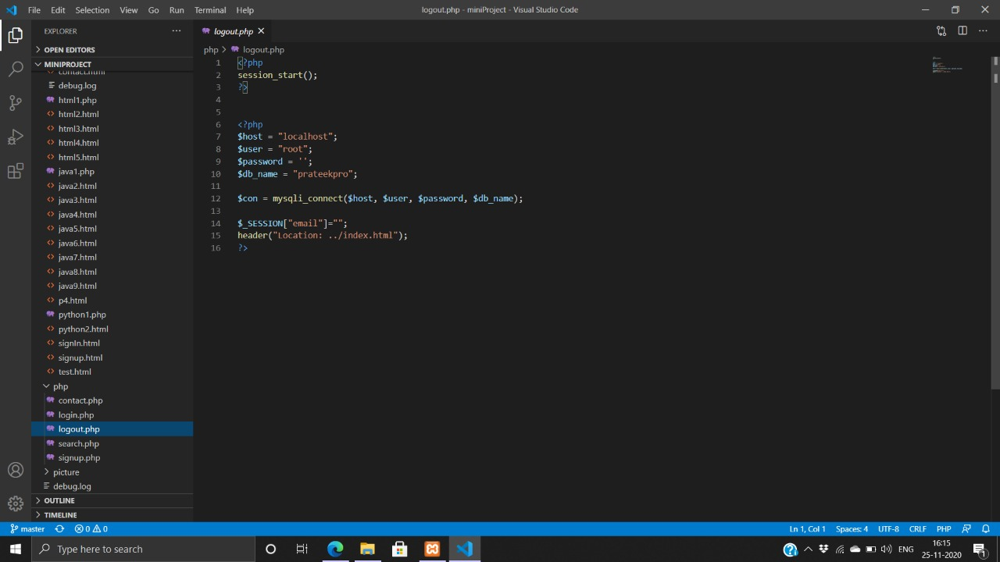 File Edit Selection View Go Run Terminal Help
logout.php - miniProject - Visual Studio Code
EXPLORER
OPEN EDITORS
MINIPROJECT
contact.html
debug.log
html1.php
html2.html
html3.html
html4.html
html5.html
java1.php
java2.html
java3.html
java4.html
java5.html
java6.html
java7.html
java8.html
java9.html
p4.html
python1.php
python2.html
signIn.html
signup.html
test.html
php
contact.php
login.php
logout.php
search.php
signup.php
picture
debug.log
OUTLINE
TIMELINE
logout.php
php > logout.php
1 <?php
2 session_start();
3 ?>
4
5
6 <?php
7 $host = "localhost";
8 $user = "root";
9 $password = '';
10 $db_name = "prateekpro";
11
12 $con = mysqli_connect($host, $user, $password, $db_name);
13
14 $_SESSION["email"]="";
15 header("Location: ../index.html");
16 ?>
master 0 0 Ln 1, Col 1 Spaces: 4 UTF-8 CRLF PHP
Type here to search
ENG
16:15
25-11-2020
1